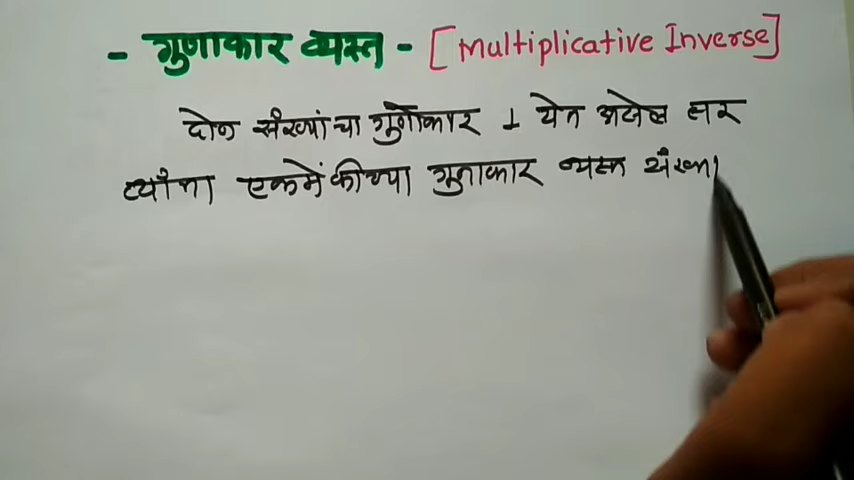 - गुणाकार व्यस्त - [Multiplicative Inverse]
दोन संख्यांचा गुणाकार 1 येत असेल तर
त्यांना एकमेंकीच्या गुणाकार व्यस्त संख्या